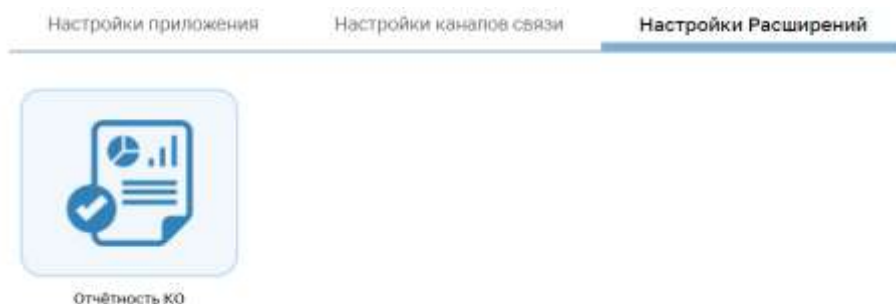 Настройки приложения
Настройки каналов связи
Настройки Расширений
Отчётность КО